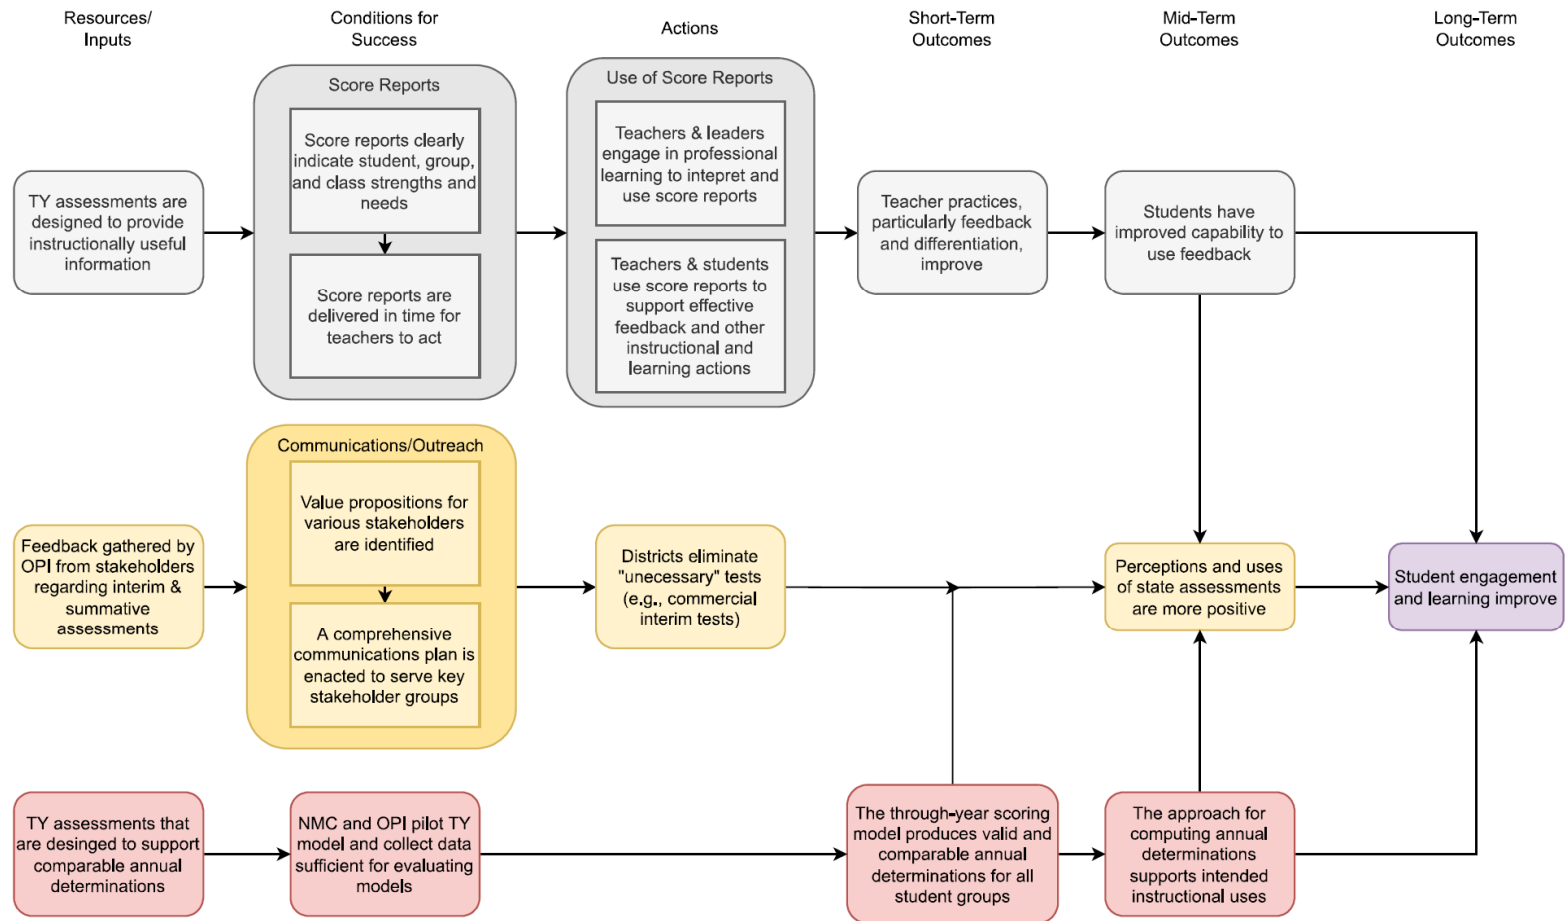 Resources/
Inputs
Conditions for
Success
Actions
Short-Term
Outcomes
Mid-Term
Outcomes
Long-Term
Outcomes
Score Reports
Score reports clearly
indicate student, group,
and class strengths and
needs
Score reports are
delivered in time for
teachers to act
Use of Score Reports
Teachers & leaders
engage in professional
learning to intepret and
use score reports
Teachers & students
use score reports to
support effective
feedback and other
instructional and
learning actions
TY assessments are
designed to provide
instructionally useful
information
Teacher practices,
particularly feedback
and differentiation,
improve
Students have
improved capability to
use feedback
Communications/Outreach
Value propositions for
various stakeholders
are identified
A comprehensive
communications plan is
enacted to serve key
stakeholder groups
Feedback gathered by
OPI from stakeholders
regarding interim &
summative
assessments
Districts eliminate
"unecessary" tests
(e.g., commercial
interim tests)
Perceptions and uses
of state assessments
are more positive
Student engagement
and learning improve
TY assessments that
are desinged to support
comparable annual
determinations
NMC and OPI pilot TY
model and collect data
sufficient for evaluating
models
The through-year scoring
model produces valid and
comparable annual
determinations for all
student groups
The approach for
computing annual
determinations
supports intended
instructional uses